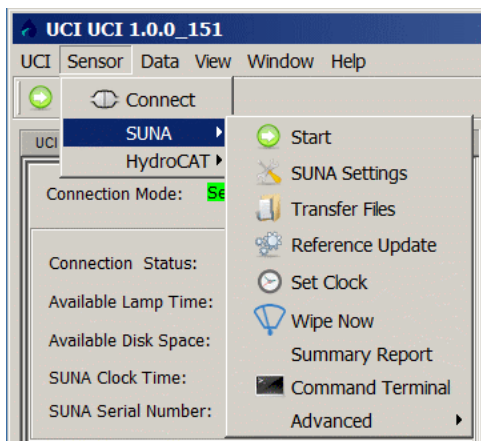 UCI UCI 1.0.0_151
UCI Sensor Data View Window Help
Connect
UCI
SUNA
HydroCAT
Start
SUNA Settings
Transfer Files
Reference Update
Set Clock
Wipe Now
Summary Report
Command Terminal
Advanced
Connection Mode:
Connection Status:
Available Lamp Time:
Available Disk Space:
SUNA Clock Time:
SUNA Serial Number: